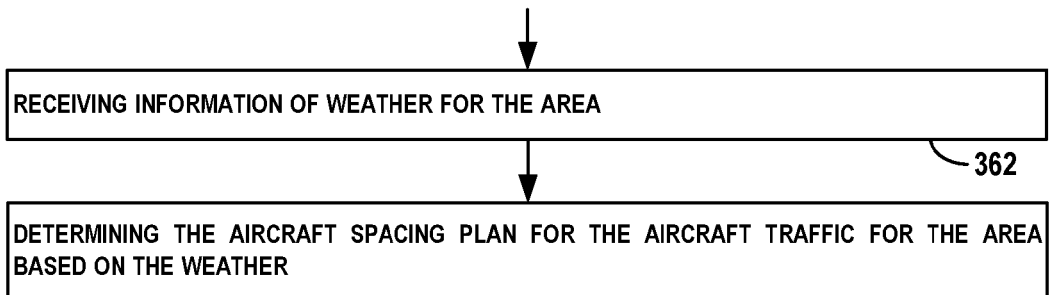 RECEIVING INFORMATION OF WEATHER FOR THE AREA
362
DETERMINING THE AIRCRAFT SPACING PLAN FOR THE AIRCRAFT TRAFFIC FOR THE AREA
BASED ON THE WEATHER